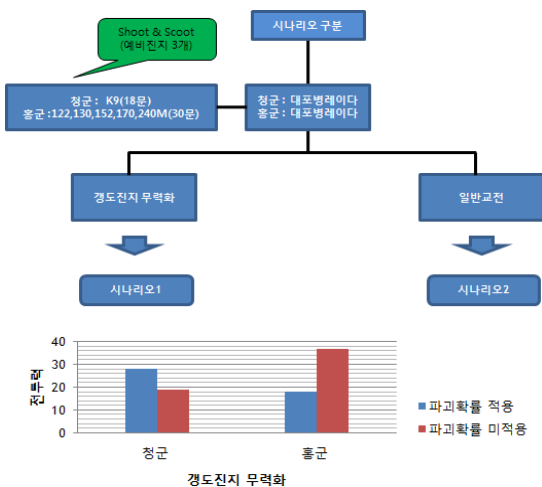 Shoot & Scoot
(예비진지 3개)
시나리오 구분
청군 : K9(18문)
홍군 :122,130,152,170,240M(30문)
청군 : 대포병레이다
홍군 : 대포병레이다
갱도진지 무력화
일반교전
시나리오1
시나리오2
전투력
40
30
20
10
0
청군
홍군
파괴확률 적용
파괴확률 미적용
갱도진지 무력화